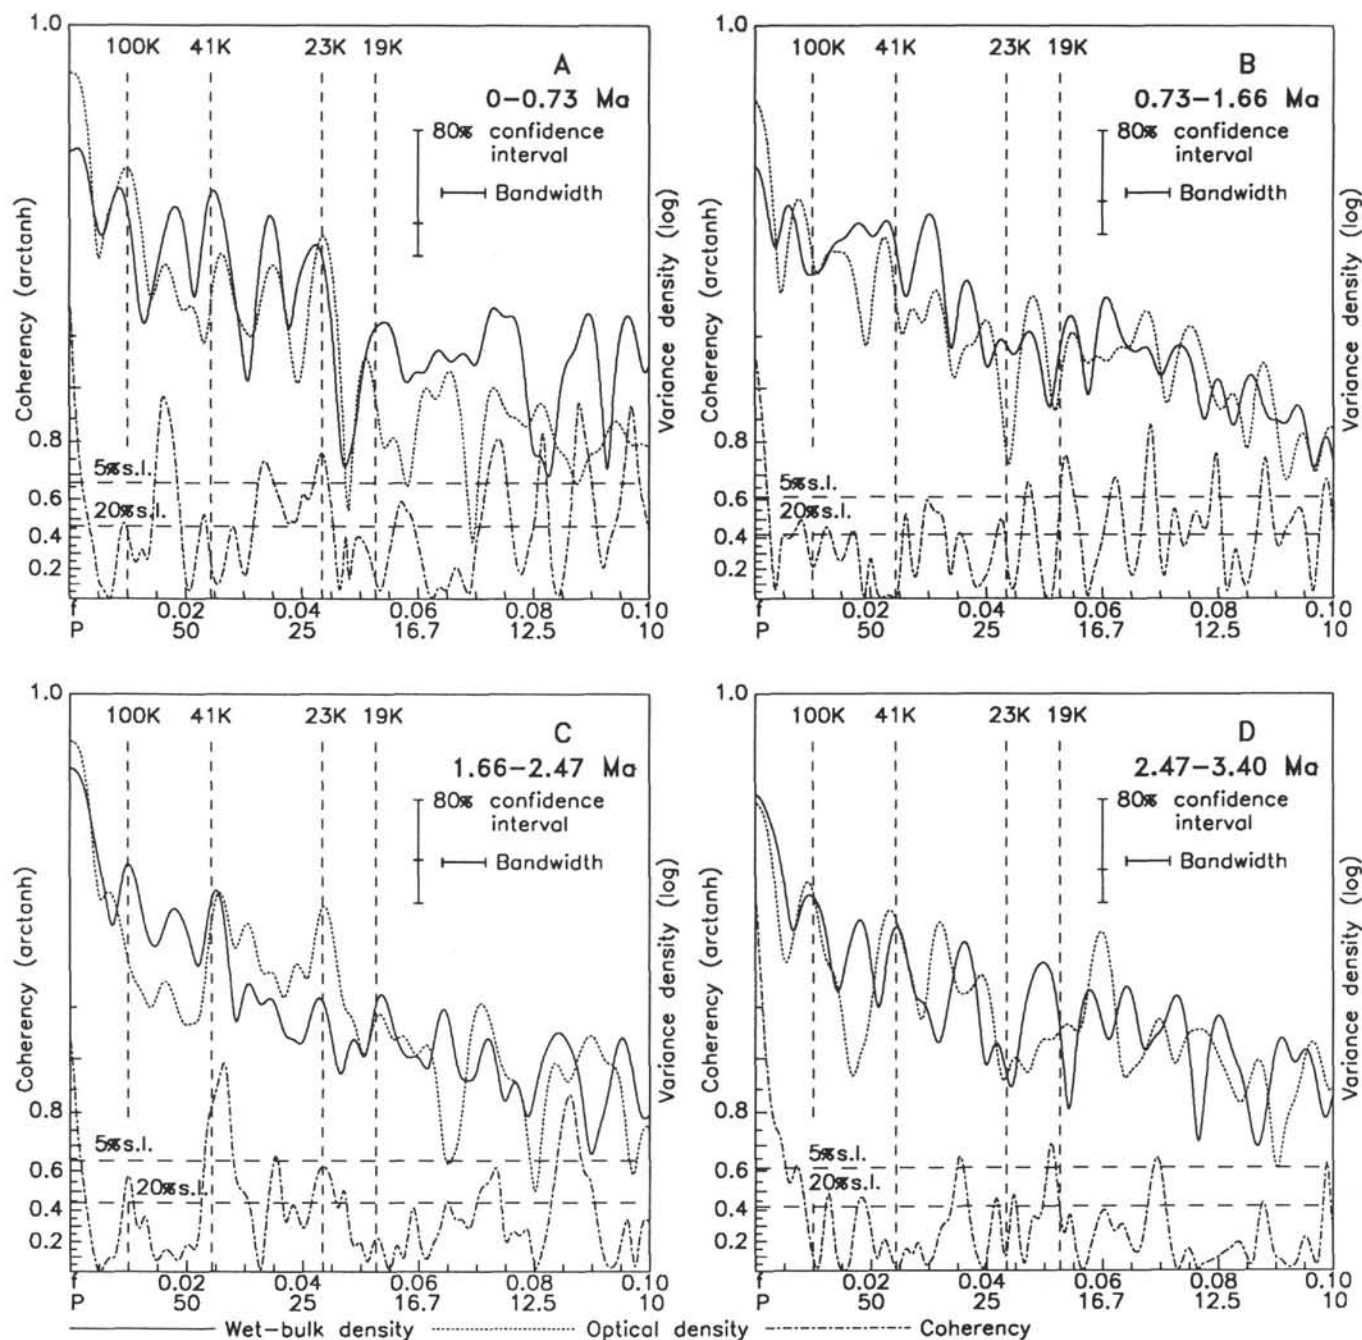 1.0
100K 41K 23K 19K
A
0–0.73 Ma
80% confidence interval
Bandwidth
Coherency (arctanh)
Variance density (log)
0.8
5%s.l.
0.6
20%s.l.
0.4
0.2
f 0.02 0.04 0.06 0.08 0.10
P 50 25 16.7 12.5 10
1.0
100K 41K 23K 19K
B
0.73–1.66 Ma
80% confidence interval
Bandwidth
Coherency (arctanh)
Variance density (log)
0.8
5%s.l.
0.6
20%s.l.
0.4
0.2
f 0.02 0.04 0.06 0.08 0.10
P 50 25 16.7 12.5 10
1.0
100K 41K 23K 19K
C
1.66–2.47 Ma
80% confidence interval
Bandwidth
Coherency (arctanh)
Variance density (log)
0.8
5%s.l.
0.6
20%s.l.
0.4
0.2
f 0.02 0.04 0.06 0.08 0.10
P 50 25 16.7 12.5 10
1.0
100K 41K 23K 19K
D
2.47–3.40 Ma
80% confidence interval
Bandwidth
Coherency (arctanh)
Variance density (log)
0.8
5%s.l.
0.6
20%s.l.
0.4
0.2
f 0.02 0.04 0.06 0.08 0.10
P 50 25 16.7 12.5 10
Wet–bulk density Optical density Coherency